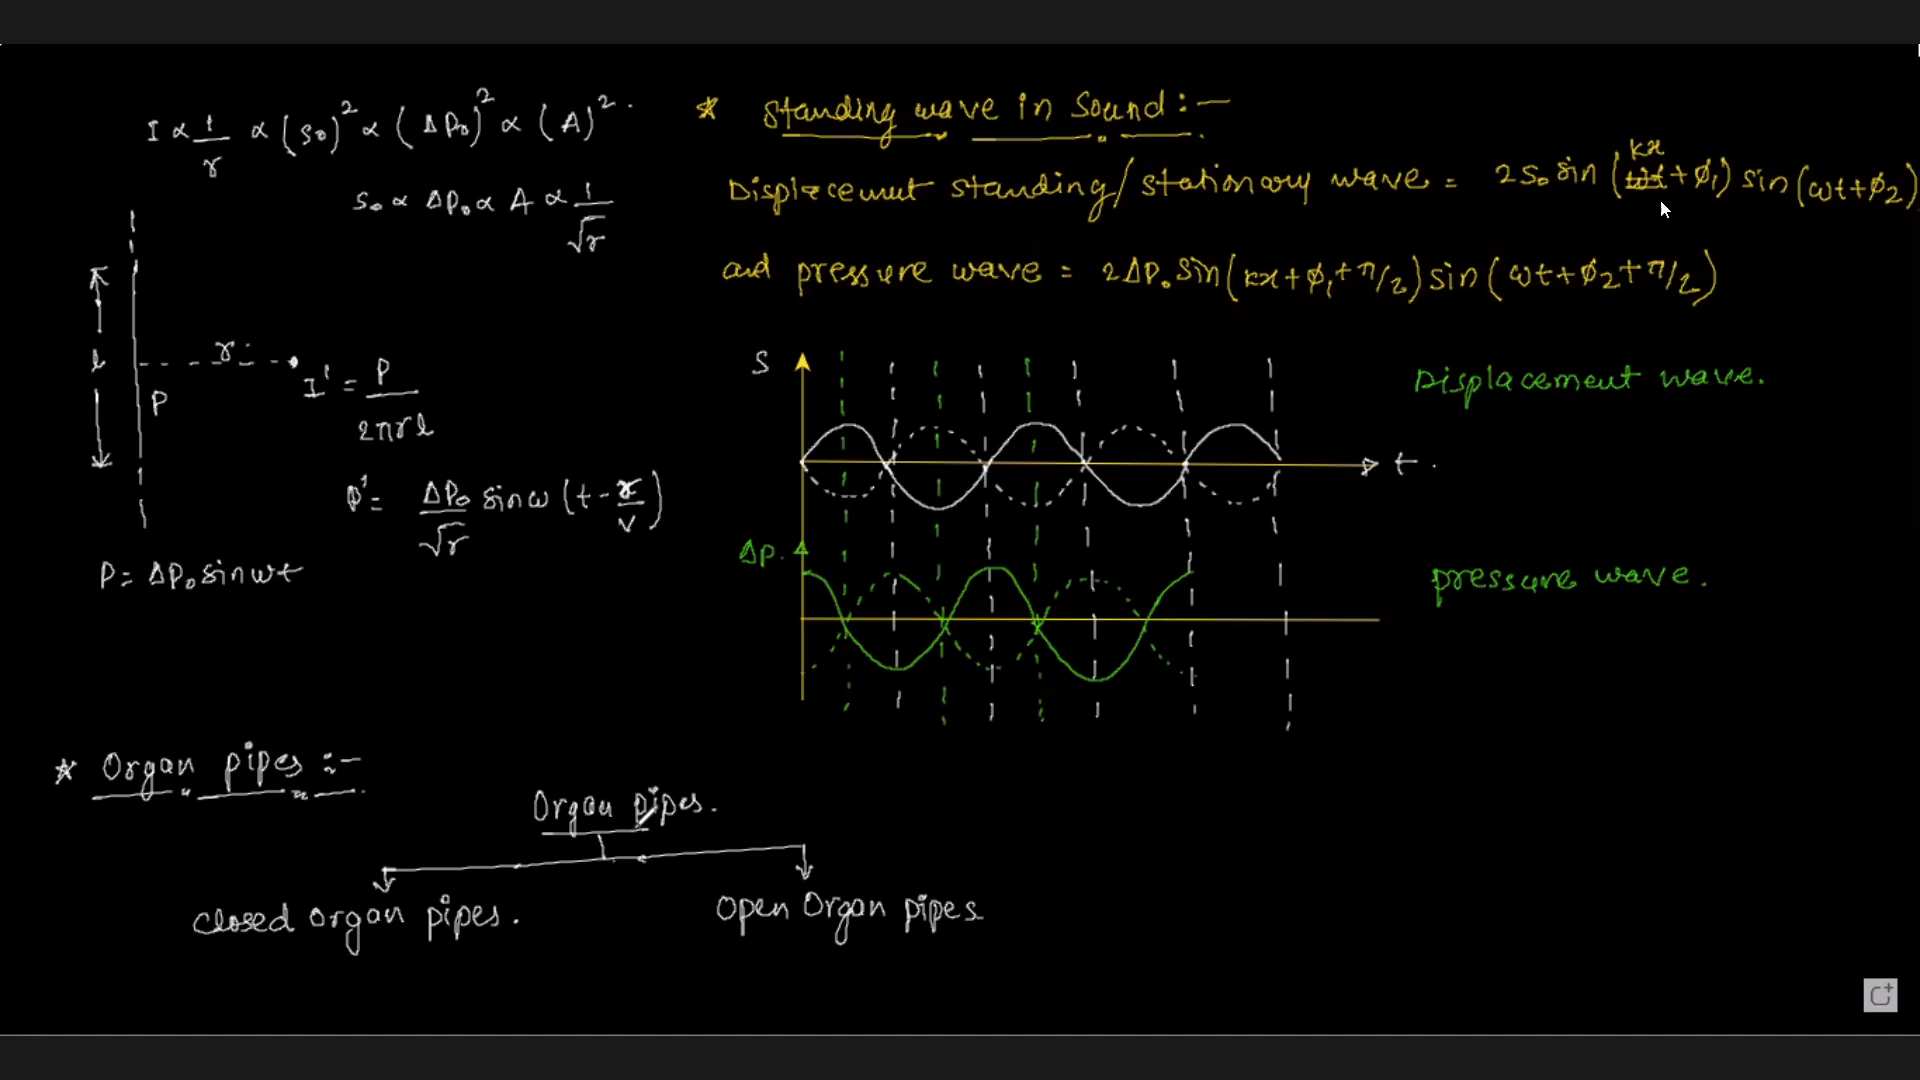 I ∝ 1/r ∝ (S₀)² ∝ (ΔP₀)² ∝ (A)².
S₀ ∝ ΔP₀ ∝ A ∝ 1/√r
l
r
P
I' = P/2πrl
P' = ΔP₀/√r sin ω (t - r/v)
P = ΔP₀ sin ωt
* Standing wave in Sound :-
Displacemut standing/stationary wave = 2S₀ sin (kx + φ₁) sin (ωt + φ₂)
and pressure wave = 2ΔP₀ sin (kx + φ₁ + π/2) sin (ωt + φ₂ + π/2)
S
t.
Displacement wave.
ΔP.
pressure wave.
* Organ pipes :-
Organ pipes.
closed organ pipes.
open Organ pipes